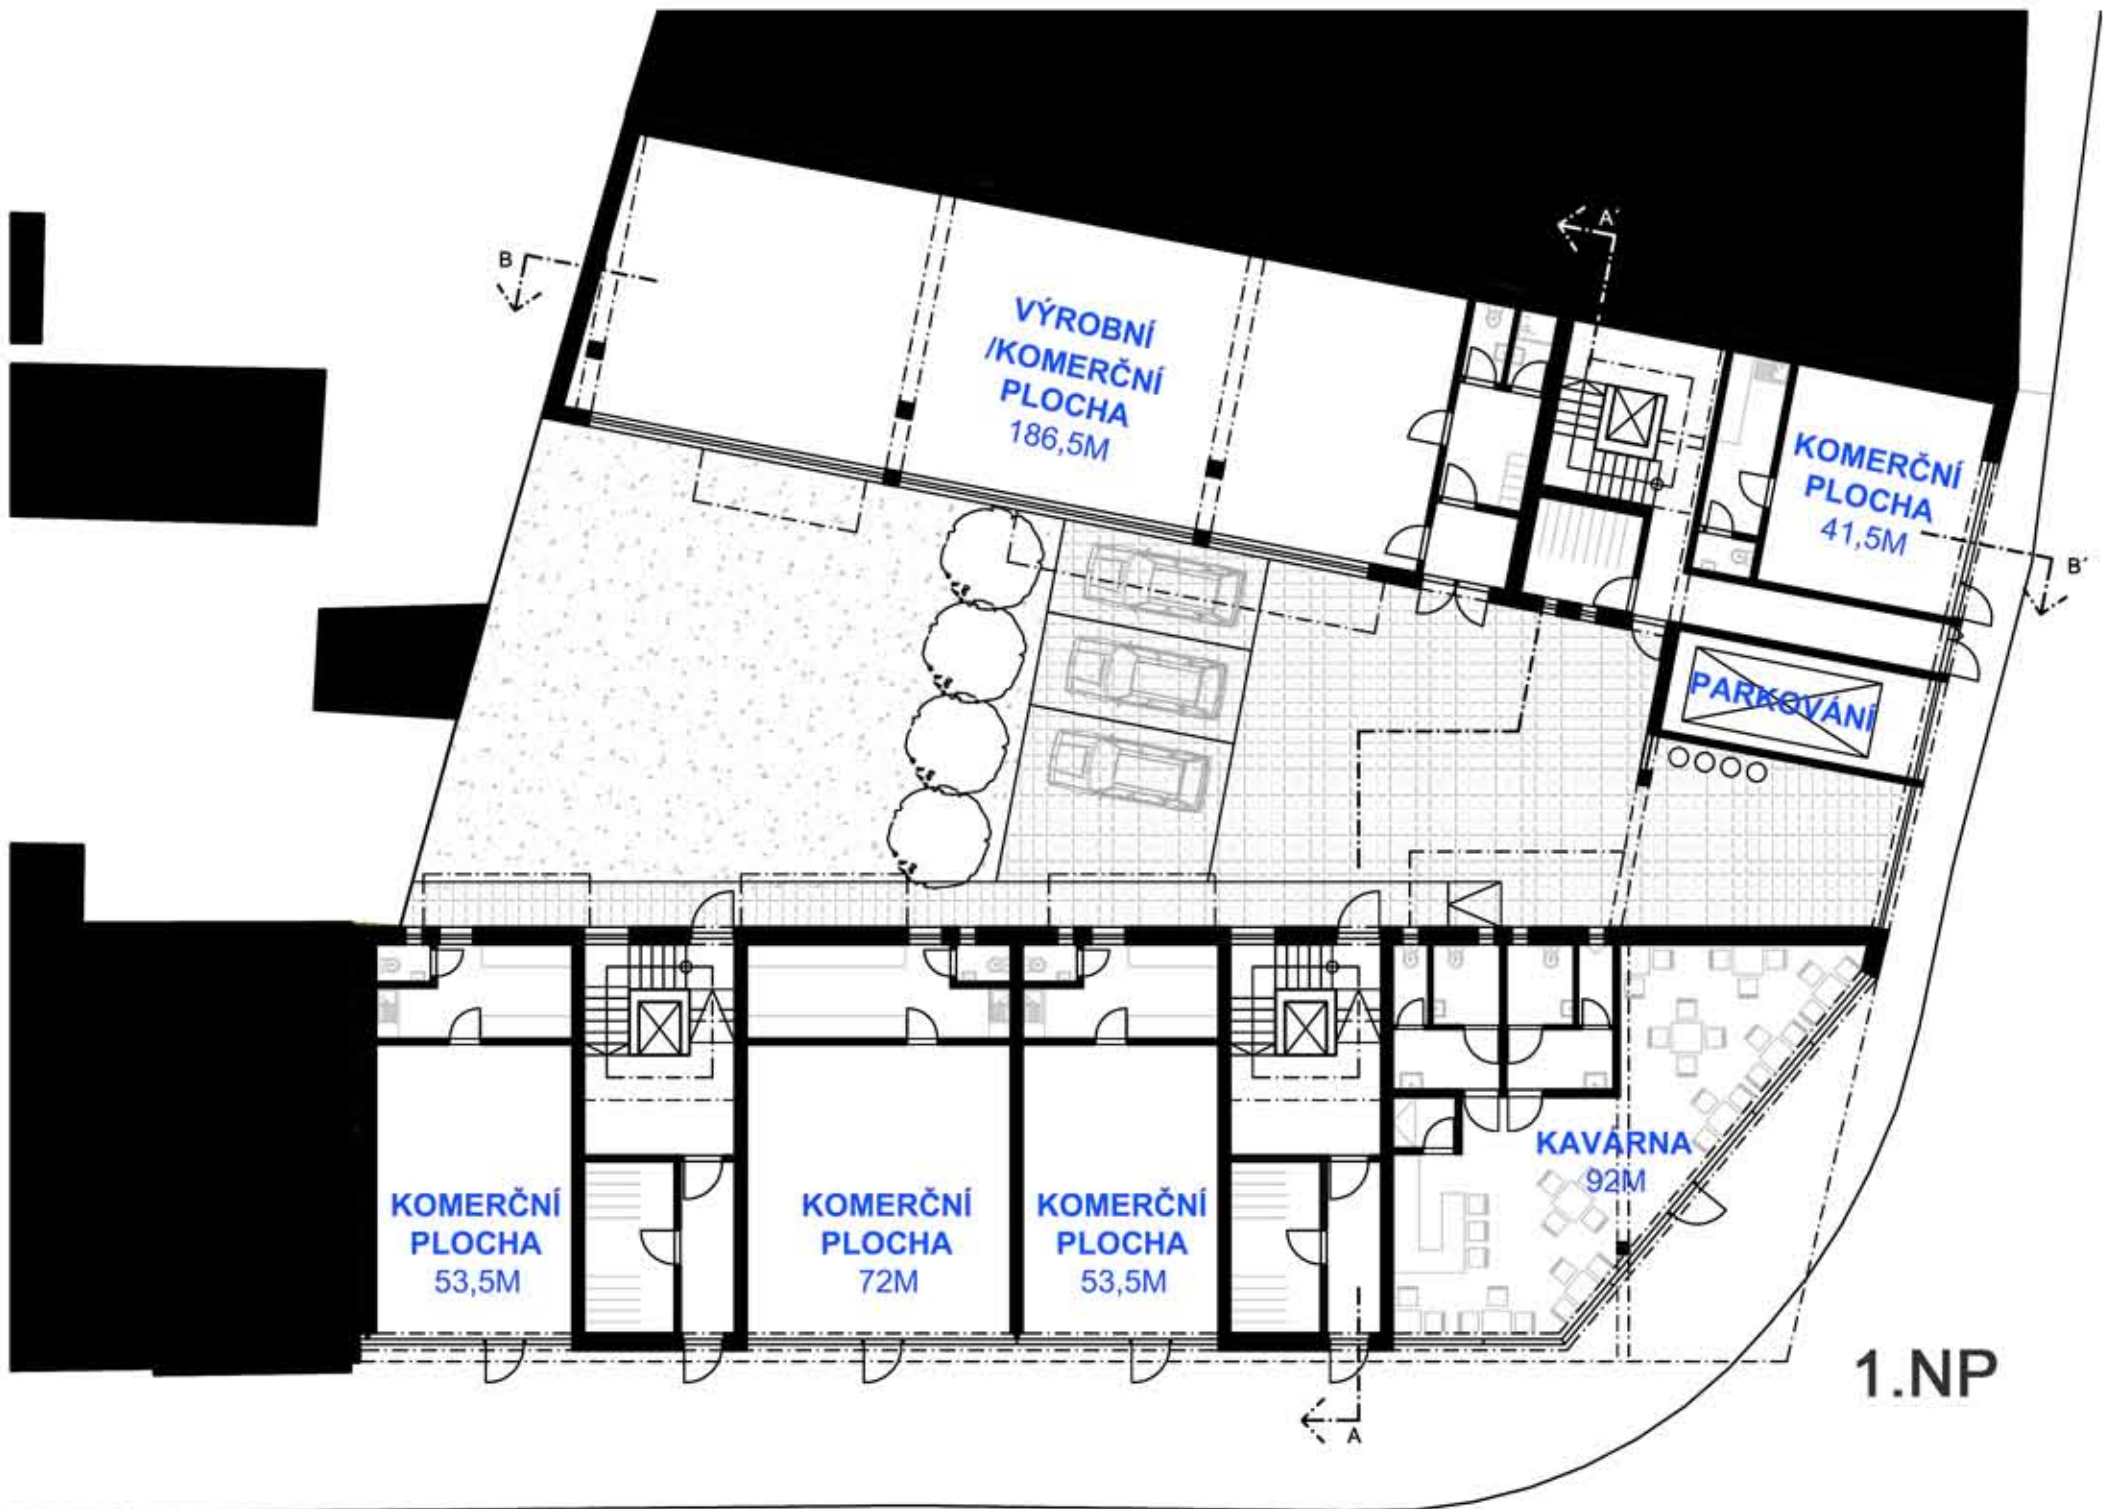 A´
B
VÝROBNÍ
/KOMERČNÍ
PLOCHA
186,5M
KOMERČNÍ
PLOCHA
41,5M
B´
PARKOVÁNÍ
KAVÁRNA
92M
KOMERČNÍ
PLOCHA
53,5M
KOMERČNÍ
PLOCHA
72M
KOMERČNÍ
PLOCHA
53,5M
1.NP
A